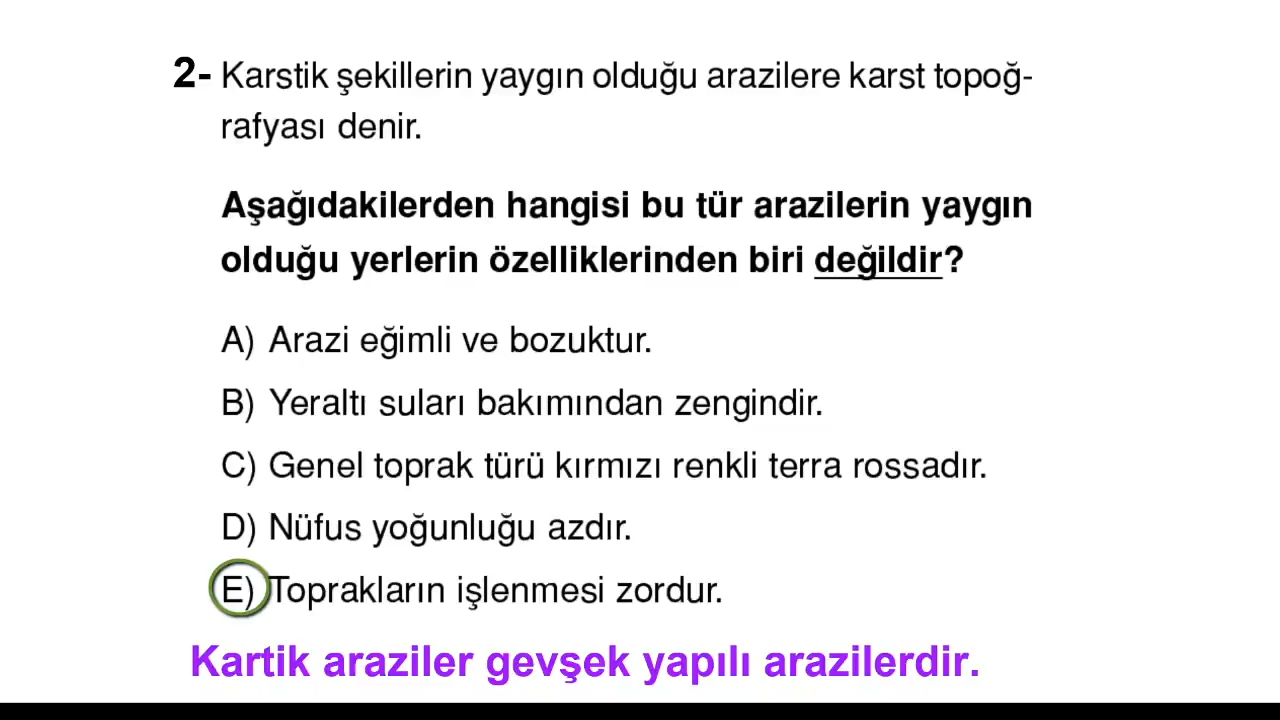 2- Karstik şekillerin yaygın olduğu arazilere karst topoğ-
rafyası denir.
Aşağıdakilerden hangisi bu tür arazilerin yaygın
olduğu yerlerin özelliklerinden biri değildir?
A) Arazi eğimli ve bozuktur.
B) Yeraltı suları bakımından zengindir.
C) Genel toprak türü kırmızı renkli terra rossadır.
D) Nüfus yoğunluğu azdır.
E) Toprakların işlenmesi zordur.
Kartik araziler gevşek yapılı arazilerdir.